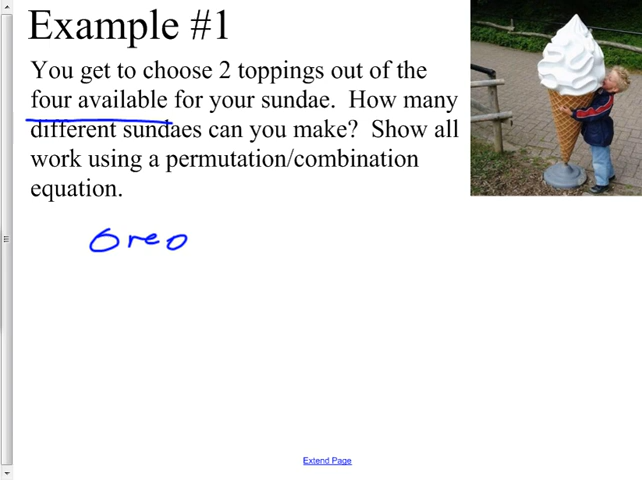 Example #1
You get to choose 2 toppings out of the
four available for your sundae.  How many
different sundaes can you make?  Show all
work using a permutation/combination
equation.
Oreo
Extend Page